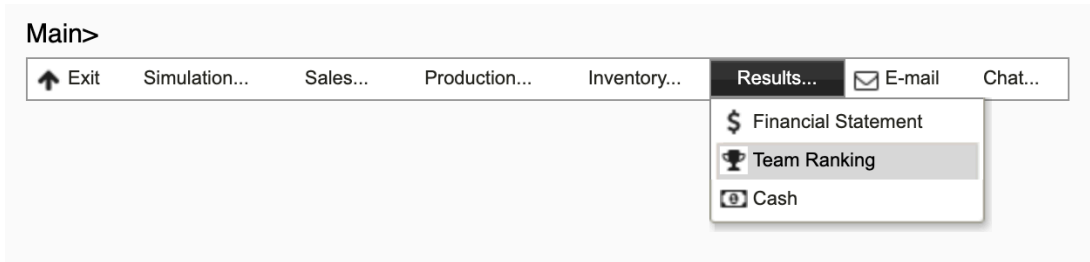 Main>
Exit Simulation... Sales... Production... Inventory... Results... E-mail Chat...
$ Financial Statement
Team Ranking
Cash